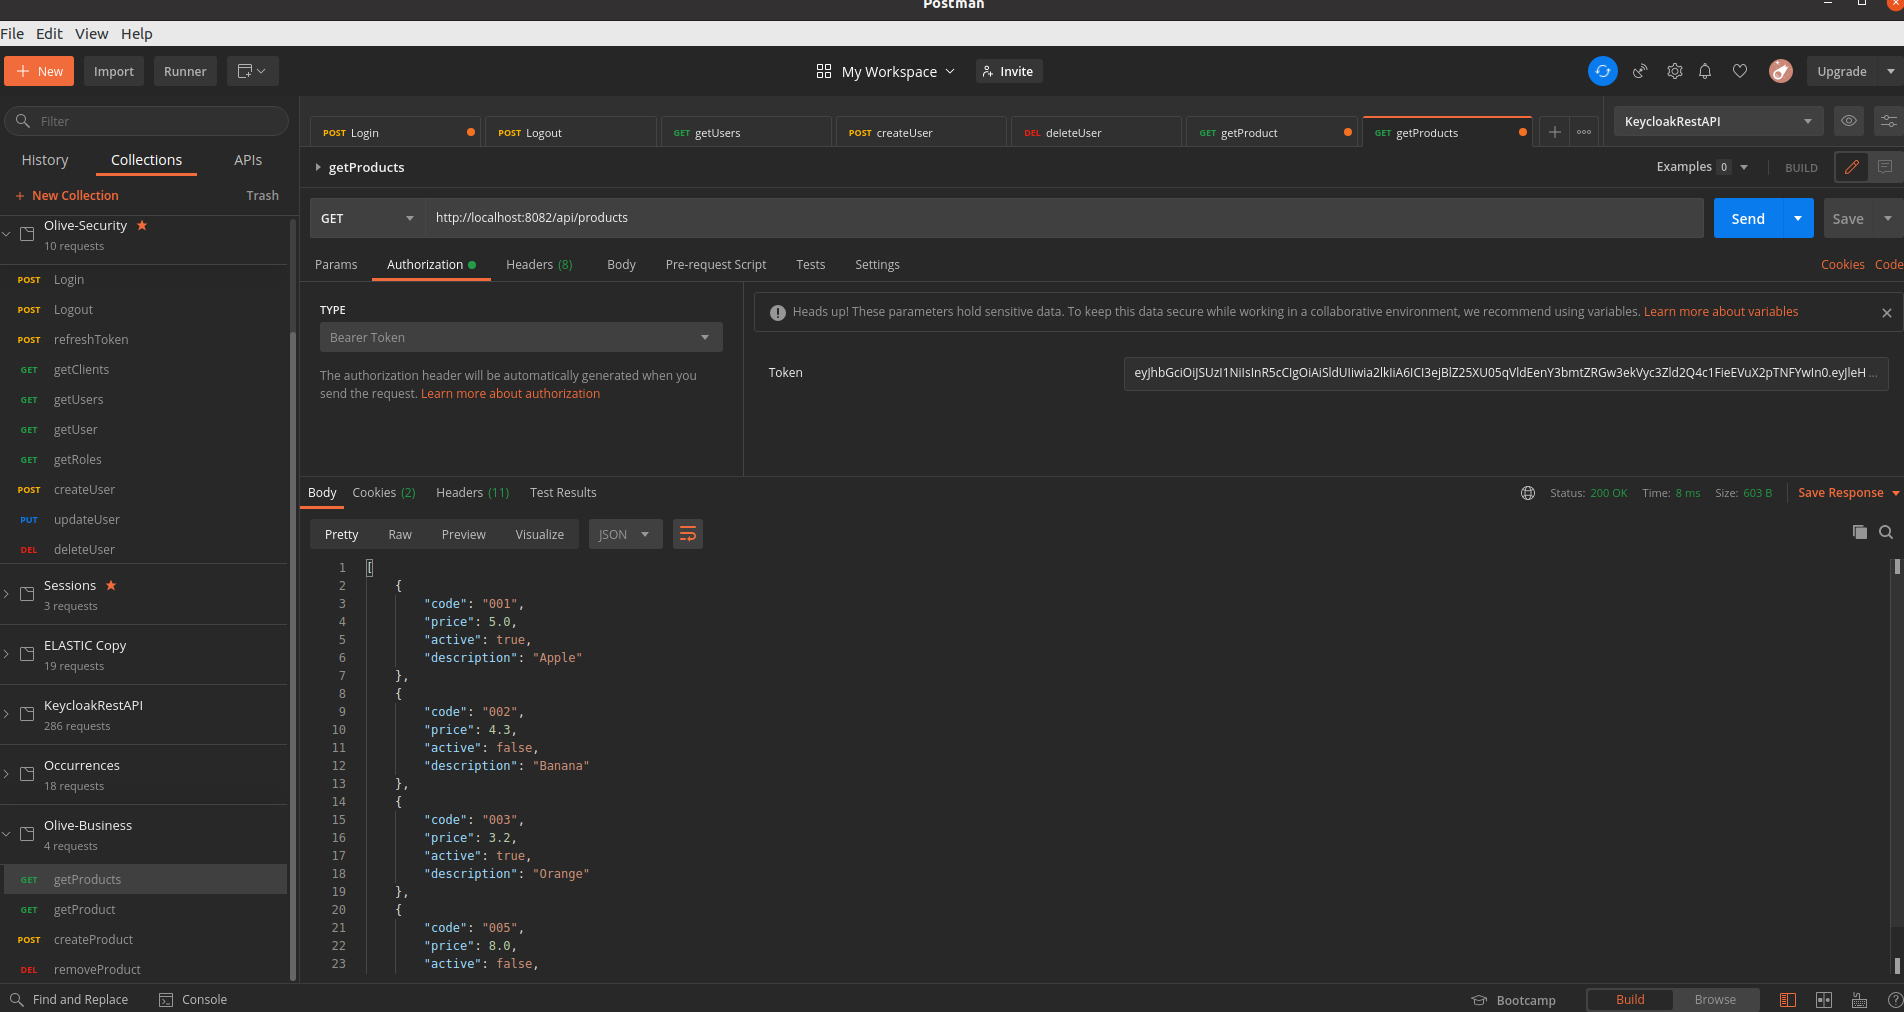 Postman
File Edit View Help
New Import Runner My Workspace Invite Upgrade
Filter
History Collections APIs
New Collection Trash
Olive-Security
10 requests
POST Login
POST Logout
POST refreshToken
GET getClients
GET getUsers
GET getUser
GET getRoles
POST createUser
PUT updateUser
DEL deleteUser
Sessions
3 requests
ELASTIC Copy
19 requests
KeycloakRestAPI
286 requests
Occurrences
18 requests
Olive-Business
4 requests
GET getProducts
GET getProduct
POST createProduct
DEL removeProduct
POST Login POST Logout GET getUsers POST createUser DEL deleteUser GET getProduct GET getProducts
KeycloakRestAPI
getProducts Examples 0 BUILD
GET http://localhost:8082/api/products Send Save
Params Authorization Headers (8) Body Pre-request Script Tests Settings Cookies Code
TYPE
Bearer Token
The authorization header will be automatically generated when you
send the request. Learn more about authorization
Heads up! These parameters hold sensitive data. To keep this data secure while working in a collaborative environment, we recommend using variables. Learn more about variables
Token
Body Cookies (2) Headers (11) Test Results Status: 200 OK Time: 8 ms Size: 603 B Save Response
Pretty Raw Preview Visualize JSON
1 [
2 {
3 "code": "001",
4 "price": 5.0,
5 "active": true,
6 "description": "Apple"
7 },
8 {
9 "code": "002",
10 "price": 4.3,
11 "active": false,
12 "description": "Banana"
13 },
14 {
15 "code": "003",
16 "price": 3.2,
17 "active": true,
18 "description": "Orange"
19 },
20 {
21 "code": "005",
22 "price": 8.0,
23 "active": false,
Find and Replace Console Bootcamp Build Browse